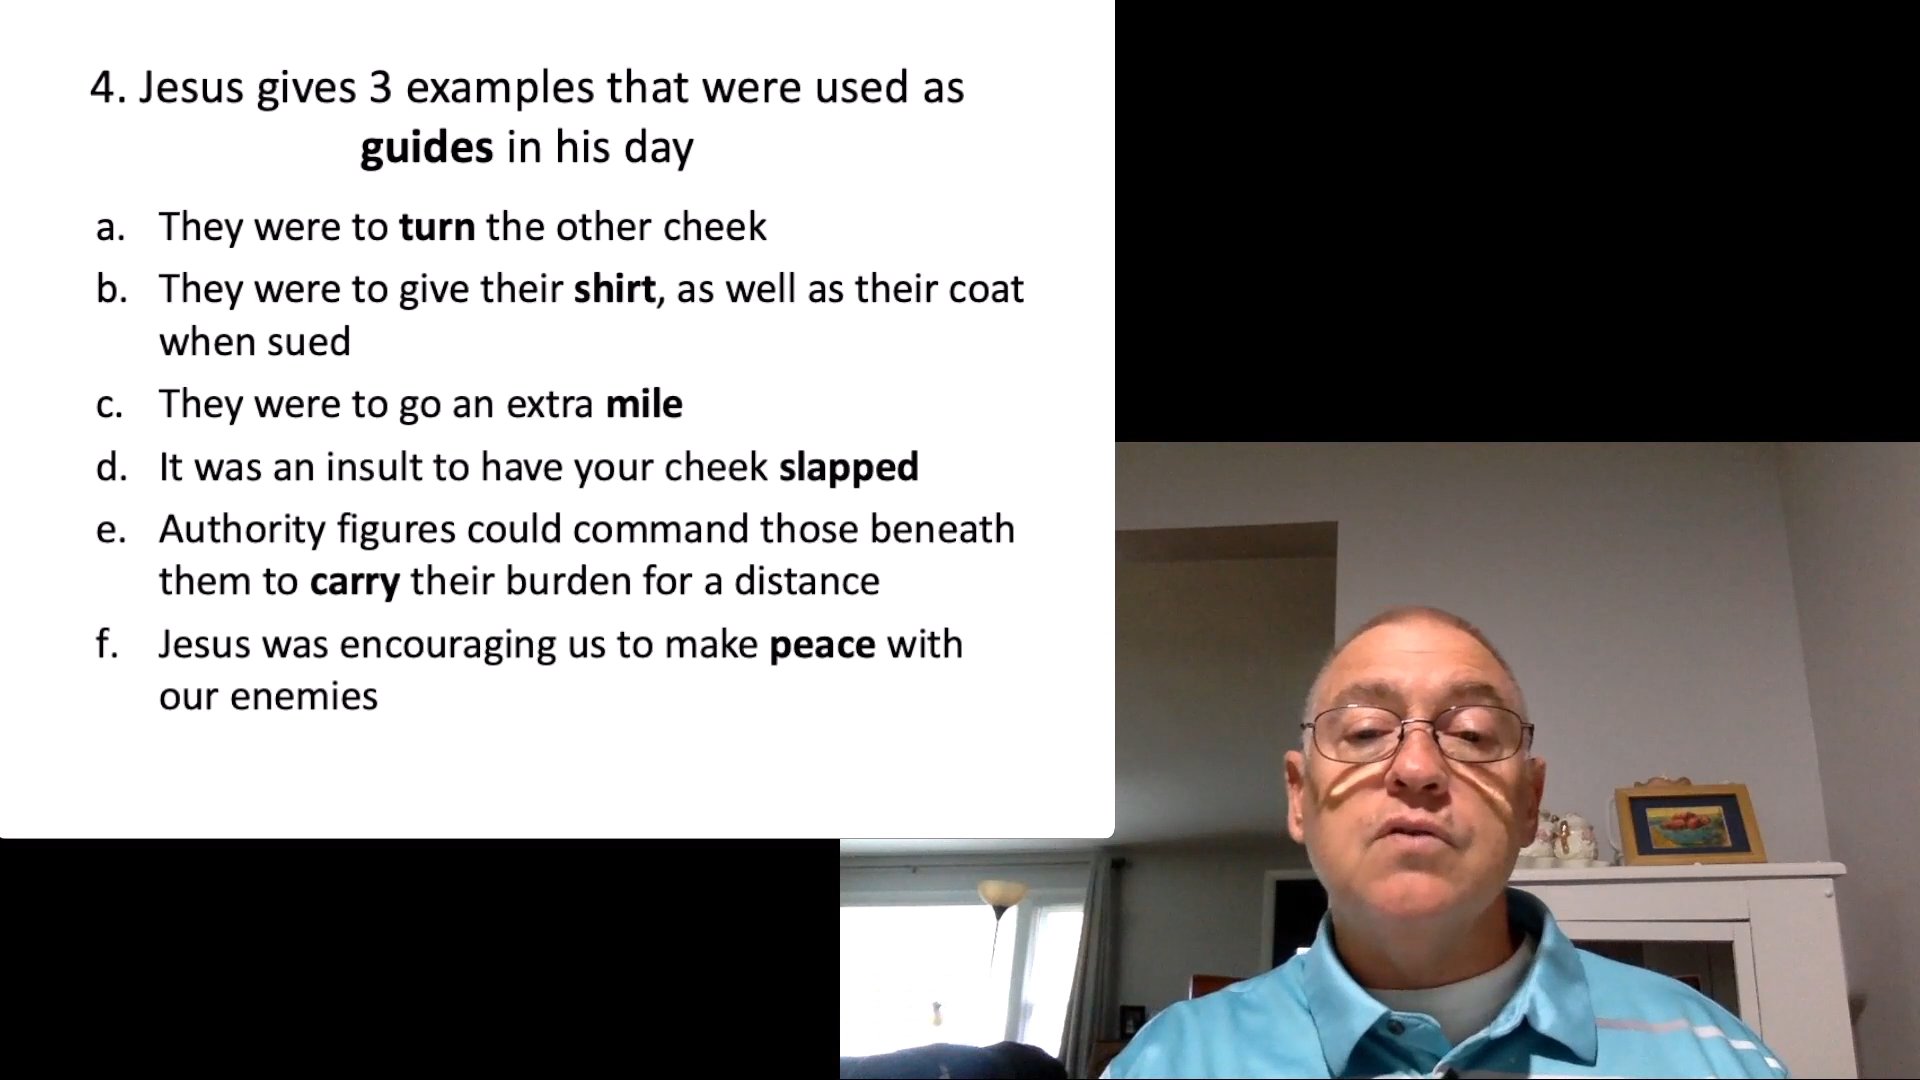 4. Jesus gives 3 examples that were used as
guides in his day
a. They were to turn the other cheek
b. They were to give their shirt, as well as their coat
when sued
c. They were to go an extra mile
d. It was an insult to have your cheek slapped
e. Authority figures could command those beneath
them to carry their burden for a distance
f. Jesus was encouraging us to make peace with
our enemies